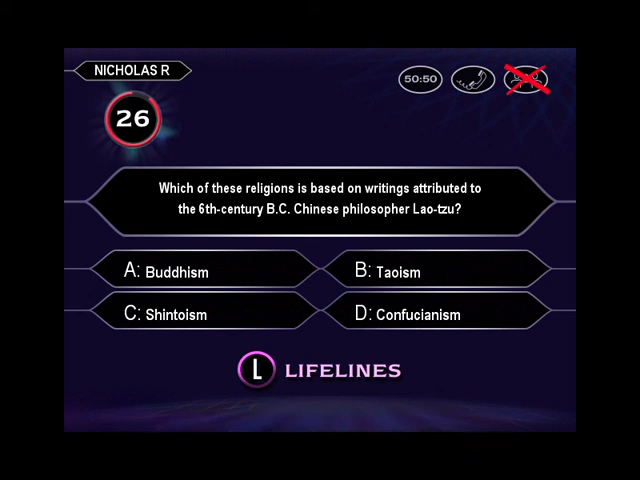 NICHOLAS R
50:50
26
Which of these religions is based on writings attributed to
the 6th-century B.C. Chinese philosopher Lao-tzu?
A: Buddhism
B: Taoism
C: Shintoism
D: Confucianism
L LIFELINES